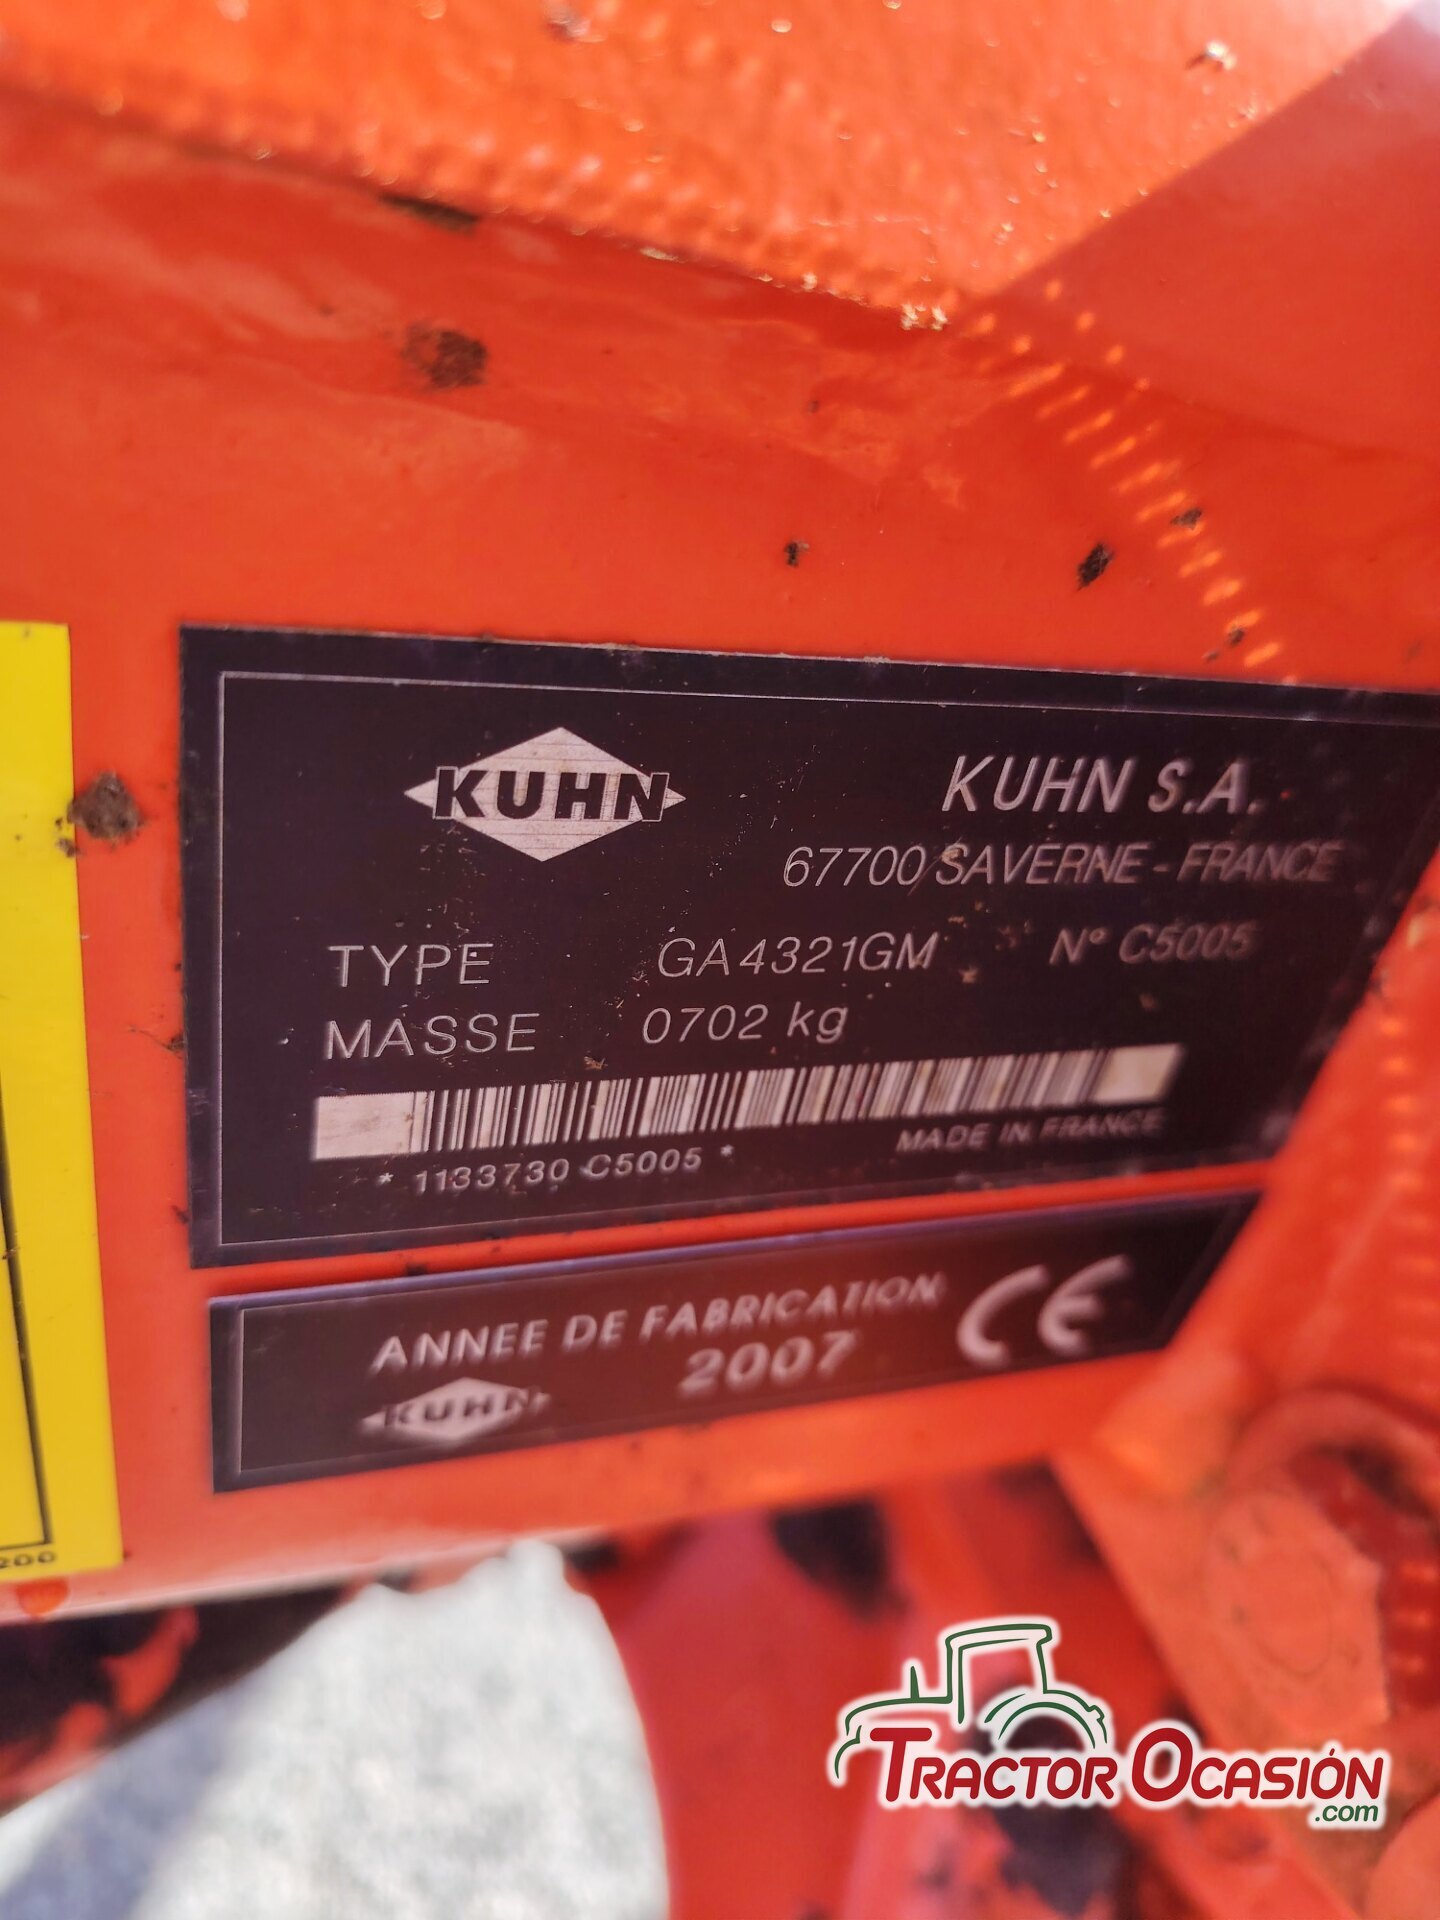 KUHN
KUHN S.A.
67700 SAVERNE - FRANCE
TYPE GA4321GM N° C5005
MASSE 0702 kg
* 1133730 C5005 *
MADE IN FRANCE
ANNEE DE FABRICATION
2007
CE
KUHN
200
TRACTOR OCASIÓN
.com